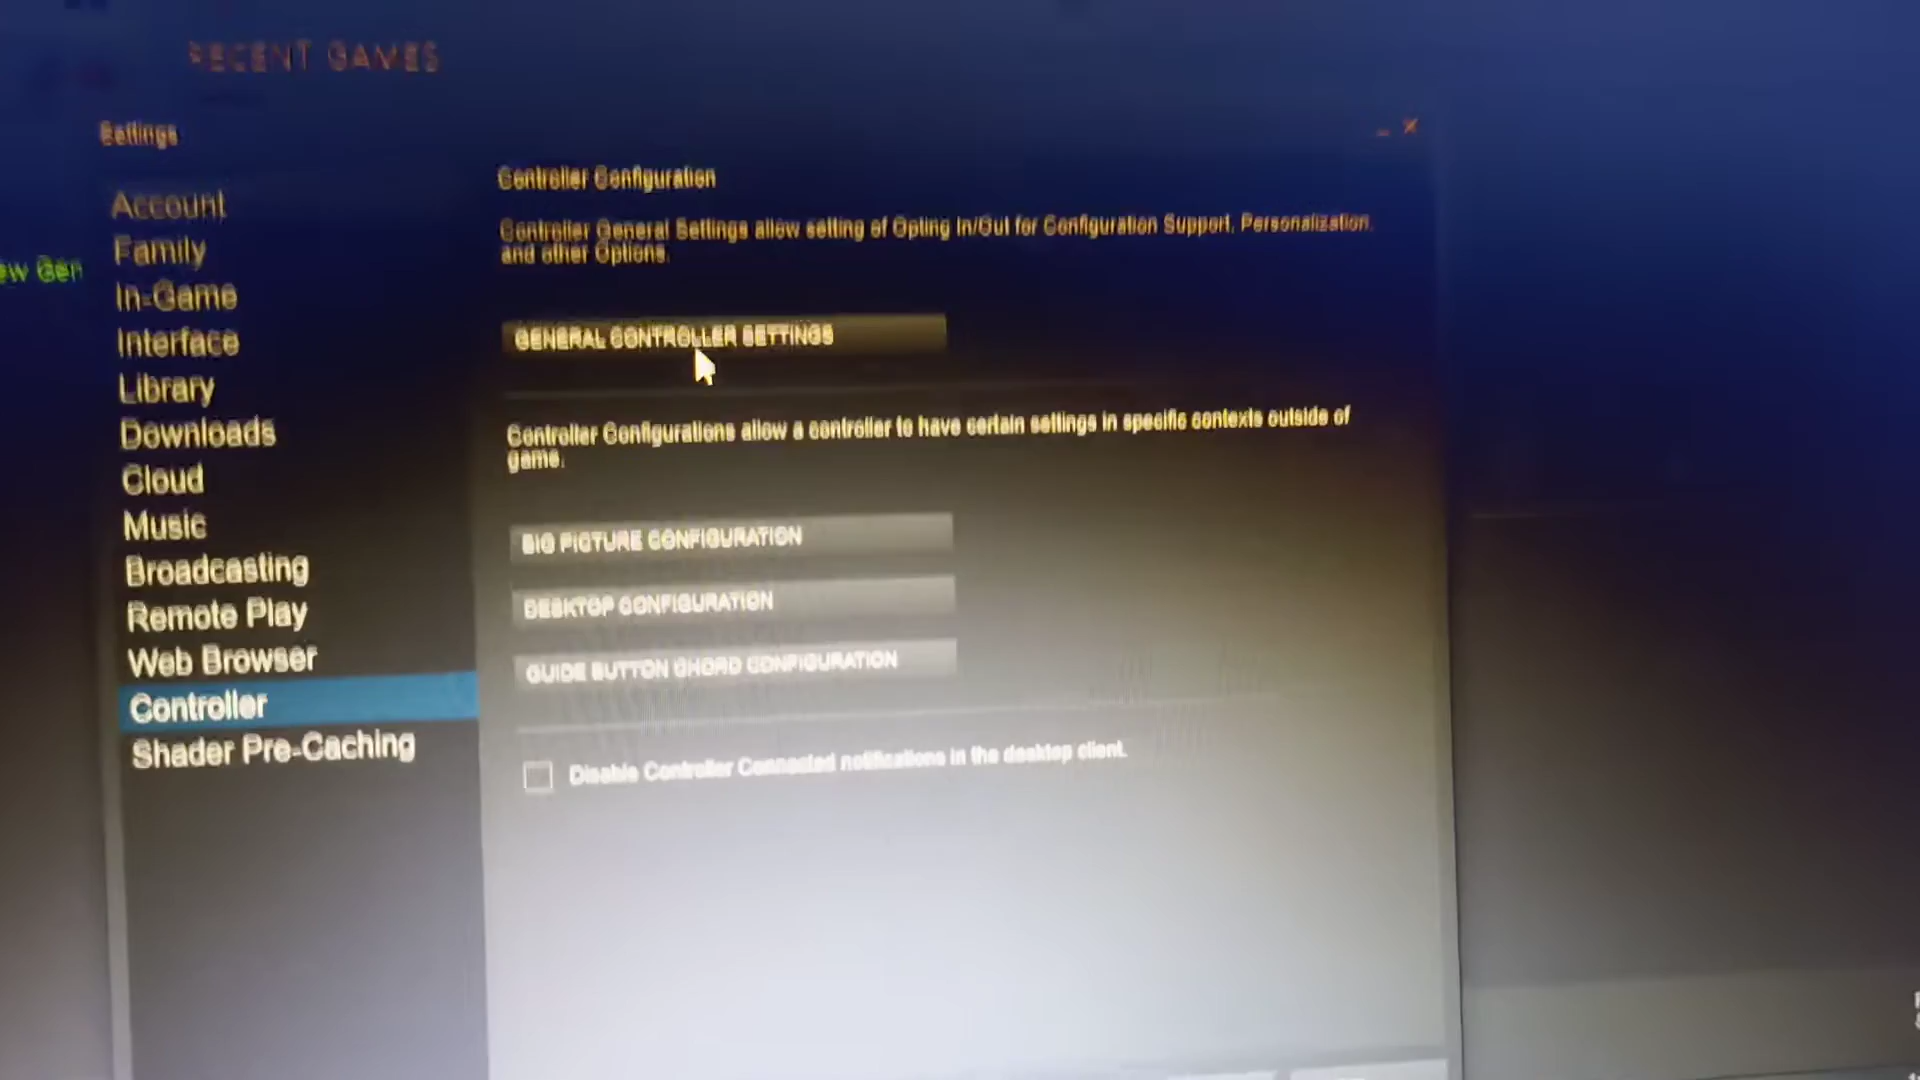 RECENT GAMES
Settings
Account
Family
In-Game
Interface
Library
Downloads
Cloud
Music
Broadcasting
Remote Play
Web Browser
Controller
Shader Pre-Caching
ew Gen
Controller Configuration
Controller General Settings allow setting of Opting In/Out for Configuration Support, Personalization,
and other Options.
GENERAL CONTROLLER SETTINGS
Controller Configurations allow a controller to have certain settings in specific contexts outside of
game.
BIG PICTURE CONFIGURATION
DESKTOP CONFIGURATION
GUIDE BUTTON CHORD CONFIGURATION
Disable Controller Connected notifications in the desktop client.